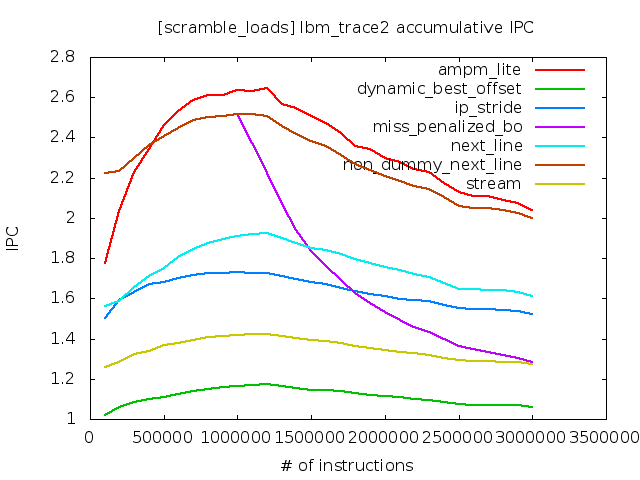 [scramble_loads] lbm_trace2 accumulative IPC
2.8
2.6
2.4
2.2
2
1.8
1.6
1.4
1.2
1
IPC
ampm_lite
dynamic_best_offset
ip_stride
miss_penalized_bo
next_line
non_dummy_next_line
stream
0 500000 1000000 1500000 2000000 2500000 3000000 3500000
# of instructions